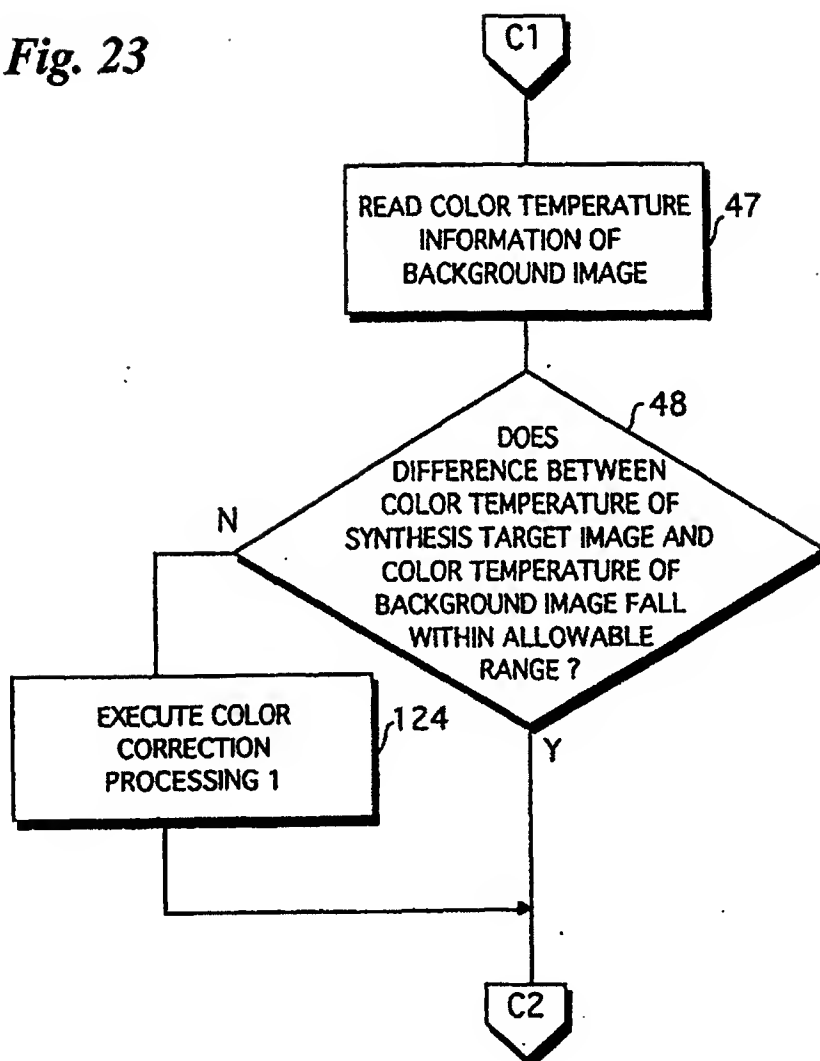 Fig. 23
C1
READ COLOR TEMPERATURE
INFORMATION OF
BACKGROUND IMAGE
47
48
DOES
DIFFERENCE BETWEEN
COLOR TEMPERATURE OF
SYNTHESIS TARGET IMAGE AND
COLOR TEMPERATURE OF
BACKGROUND IMAGE FALL
WITHIN ALLOWABLE
RANGE ?
N
EXECUTE COLOR
CORRECTION
PROCESSING 1
124
Y
C2